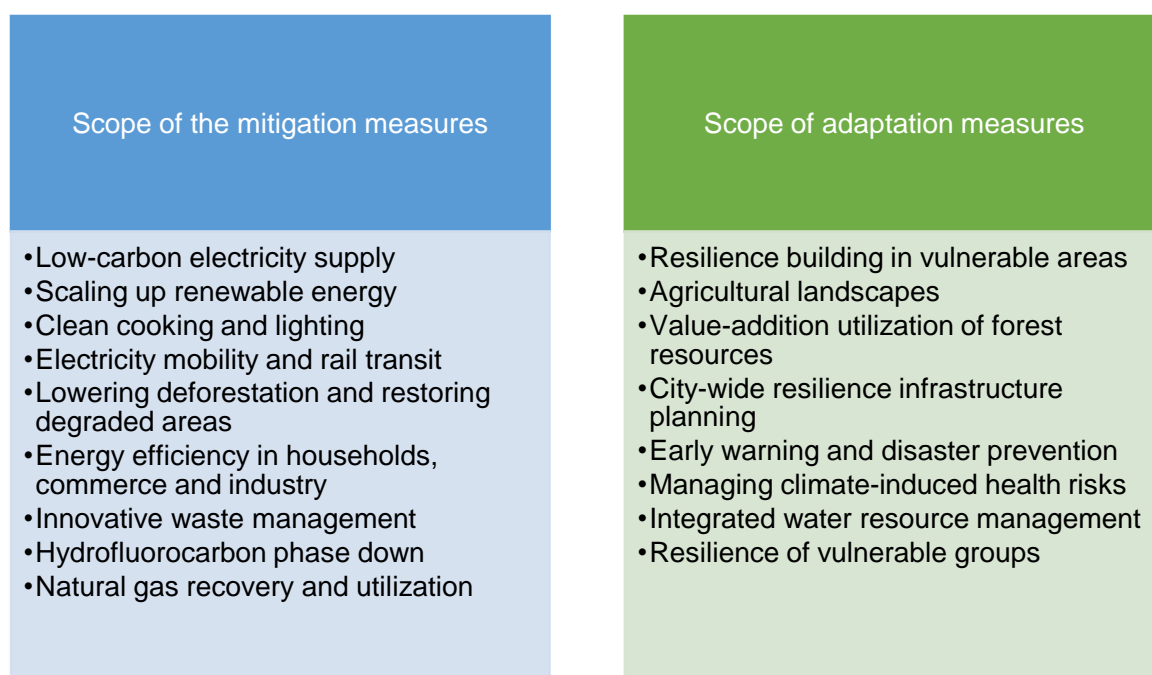 Scope of the mitigation measures
•Low-carbon electricity supply
•Scaling up renewable energy
•Clean cooking and lighting
•Electricity mobility and rail transit
•Lowering deforestation and restoring
degraded areas
•Energy efficiency in households,
commerce and industry
•Innovative waste management
•Hydrofluorocarbon phase down
•Natural gas recovery and utilization
Scope of adaptation measures
•Resilience building in vulnerable areas
•Agricultural landscapes
•Value-addition utilization of forest
resources
•City-wide resilience infrastructure
planning
•Early warning and disaster prevention
•Managing climate-induced health risks
•Integrated water resource management
•Resilience of vulnerable groups